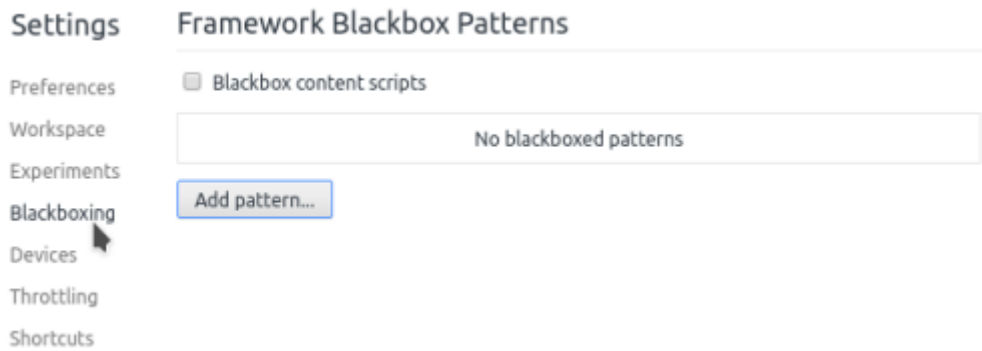 Settings
Preferences
Workspace
Experiments
Blackboxing
Devices
Throttling
Shortcuts
Framework Blackbox Patterns
Blackbox content scripts
No blackboxed patterns
Add pattern...